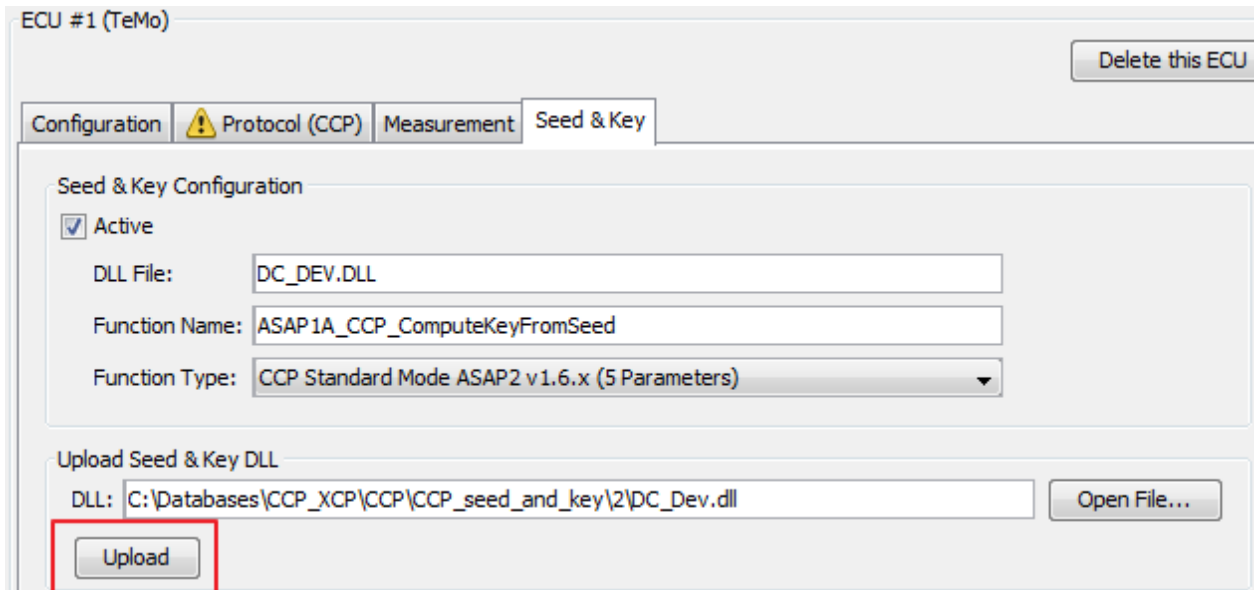 ECU #1 (TeMo)
Delete this ECU
Configuration Protocol (CCP) Measurement Seed & Key
Seed & Key Configuration
Active
DLL File: DC_DEV.DLL
Function Name: ASAP1A_CCP_ComputeKeyFromSeed
Function Type: CCP Standard Mode ASAP2 v1.6.x (5 Parameters)
Upload Seed & Key DLL
DLL: C:\Databases\CCP_XCP\CCP\CCP_seed_and_key\2\DC_Dev.dll Open File...
Upload